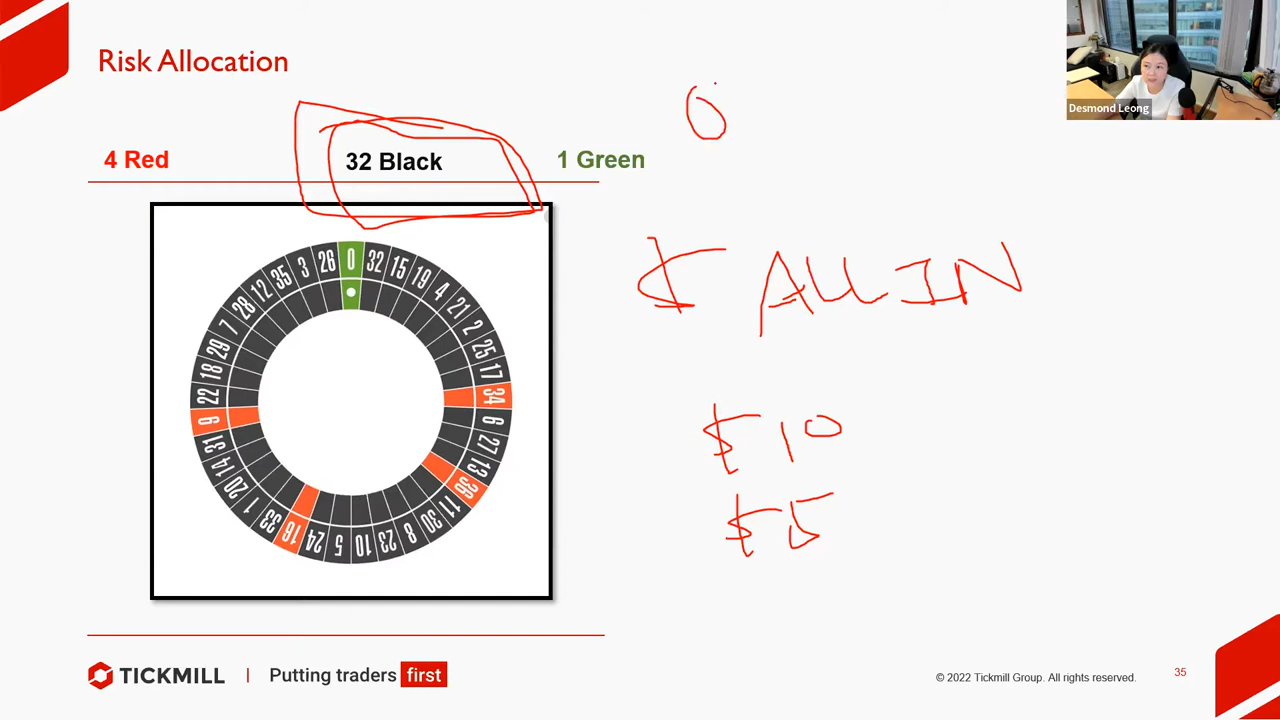 Risk Allocation
Desmond Leong
0
4 Red
32 Black
1 Green
$ ALL IN
$10
$5
0 32 15 19 4 21 2 25 17 34 6 27 13 36 11 30 8 23 10 5 24 16 33 1 20 14 31 9 22 18 29 7 28 12 35 3 26
TICKMILL
Putting traders first
© 2022 Tickmill Group. All rights reserved.
35